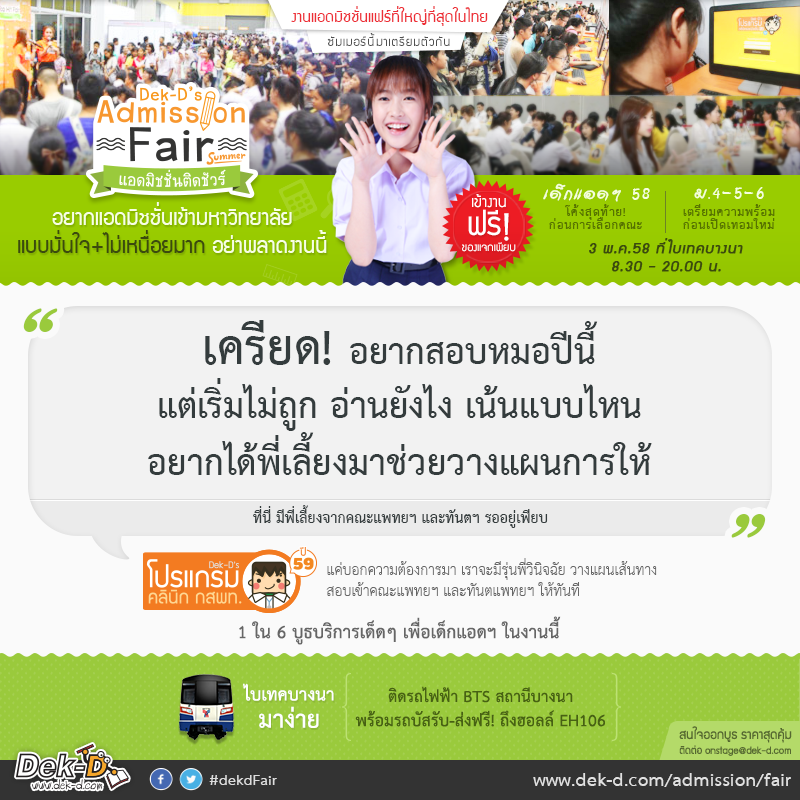 งานแอดมิชชั่นแฟร์ที่ใหญ่ที่สุดในไทย
ซัมเมอร์นี้มาเตรียมตัวกัน
Dek-D's
Admission
Fair
Summer
แอดมิชชั่นติดชัวร์
อยากแอดมิชชั่นเข้ามหาวิทยาลัย
แบบมั่นใจ+ไม่เหนื่อยมาก อย่าพลาดงานนี้
เข้างาน
ฟรี!
ของแจกเพียบ
เด็กแอดฯ 58
โค้งสุดท้าย!
ก่อนการเลือกคณะ
ม.4-5-6
เตรียมความพร้อม
ก่อนเปิดเทอมใหม่
3 พ.ค.58 ที่ไบเทคบางนา
8.30 - 20.00 น.
เครียด! อยากสอบหมอปีนี้
แต่เริ่มไม่ถูก อ่านยังไง เน้นแบบไหน
อยากได้พี่เลี้ยงมาช่วยวางแผนการให้
ที่นี่ มีพี่เลี้ยงจากคณะแพทยฯ และทันตฯ รออยู่เพียบ
Dek-D's
โปรแกรม
คลินิก กสพท.
ปี 59
แค่บอกความต้องการมา เราจะมีรุ่นพี่วินิจฉัย วางแผนเส้นทาง
สอบเข้าคณะแพทยฯ และทันตแพทยฯ ให้ทันที
1 ใน 6 บูธบริการเด็ดๆ เพื่อเด็กแอดฯ ในงานนี้
ไบเทคบางนา
มาง่าย
ติดรถไฟฟ้า BTS สถานีบางนา
พร้อมรถบัสรับ-ส่งฟรี! ถึงฮอลล์ EH106
สนใจออกบูธ ราคาสุดคุ้ม
ติดต่อ onstage@dek-d.com
Dek-D
www.dek-d.com
#dekdFair
www.dek-d.com/admission/fair